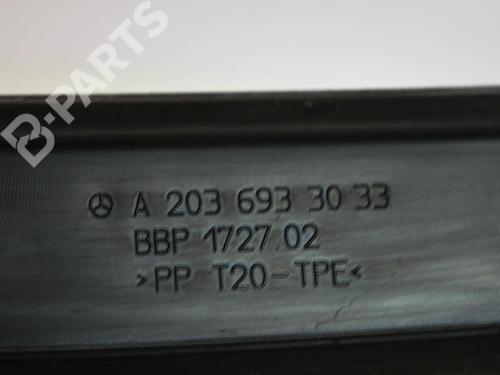 B-PARTS
A 203 693 30 33
BBP 1727.02
>PP T20-TPE<